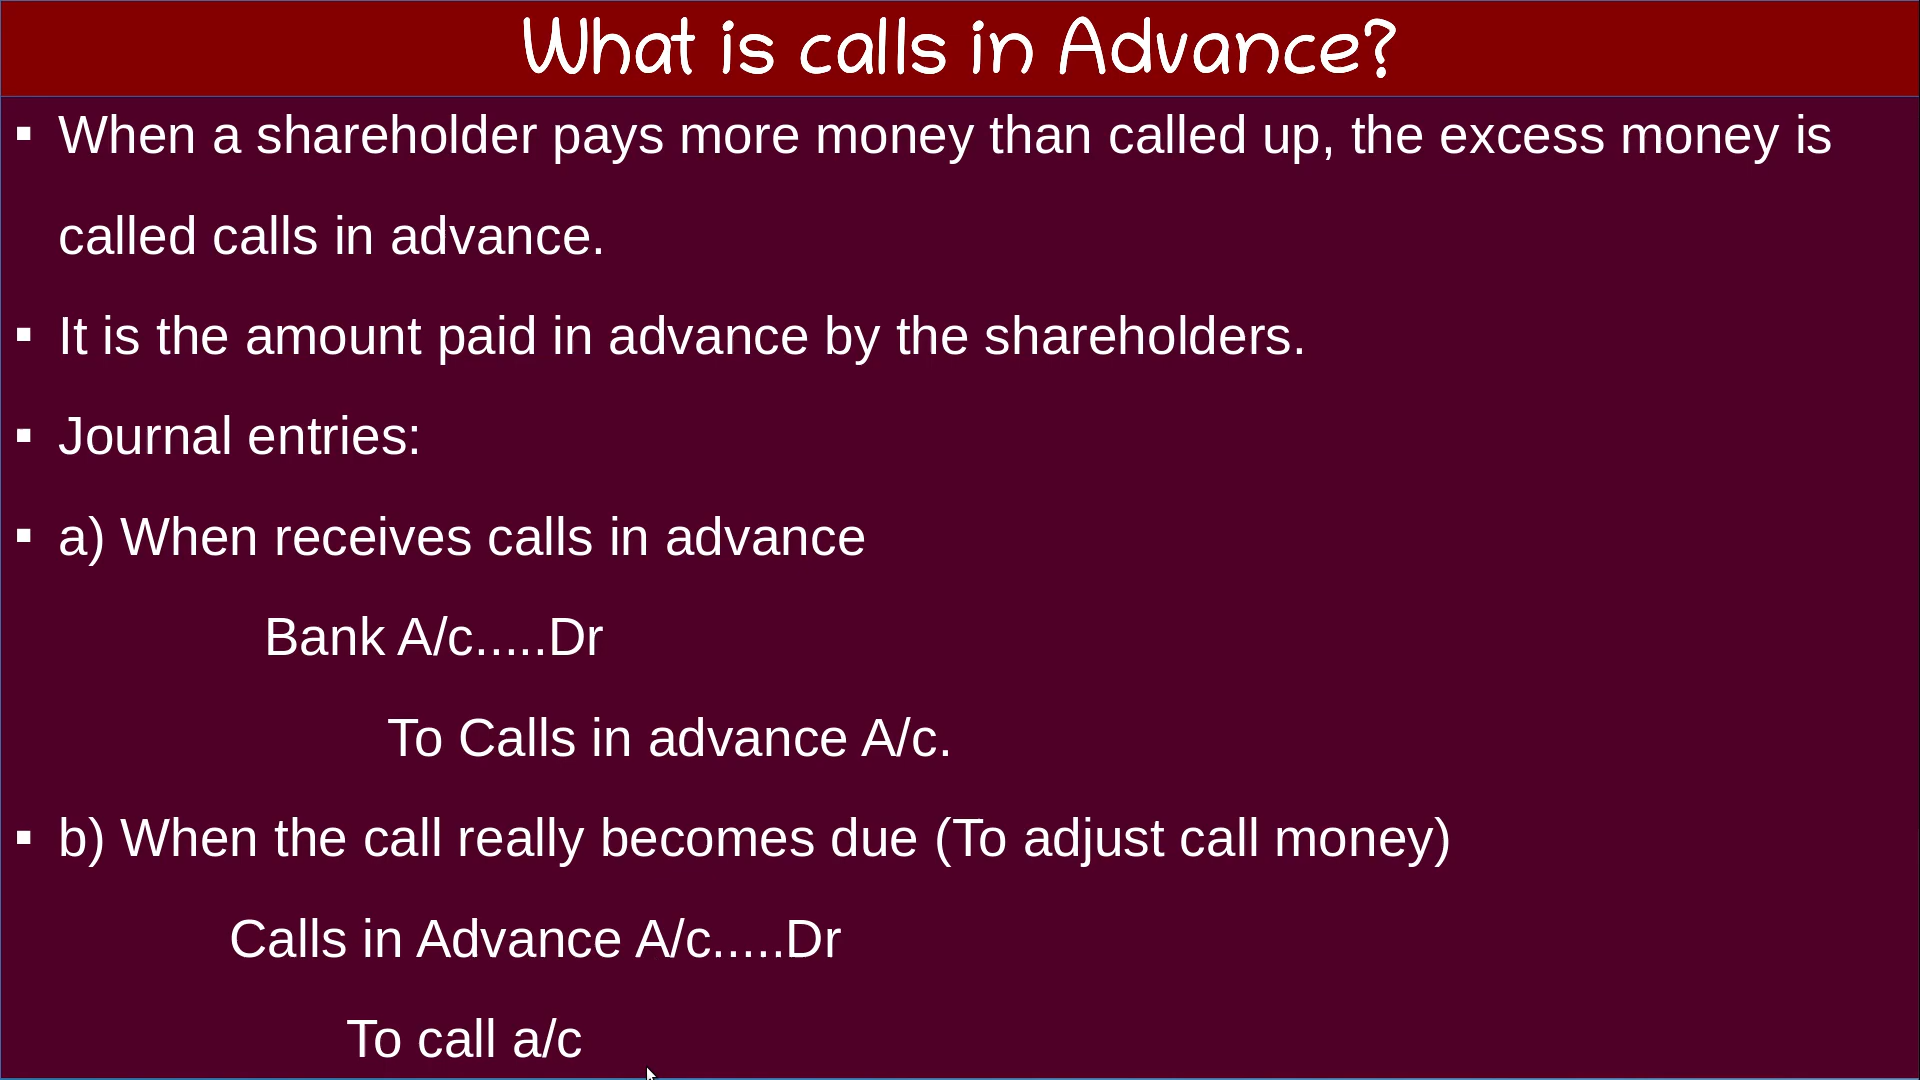 What is calls in Advance?
▪ When a shareholder pays more money than called up, the excess money is
called calls in advance.
▪ It is the amount paid in advance by the shareholders.
▪ Journal entries:
▪ a) When receives calls in advance
Bank A/c.....Dr
To Calls in advance A/c.
▪ b) When the call really becomes due (To adjust call money)
Calls in Advance A/c.....Dr
To call a/c